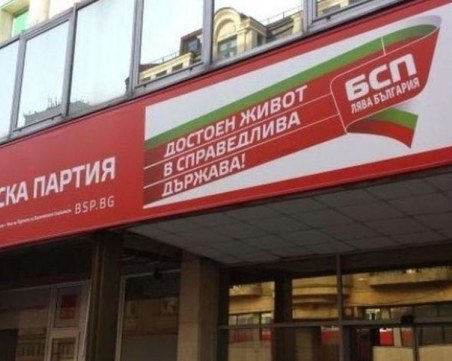 СКА ПАРТИЯ
BSP.BG
ДОСТОЕН ЖИВОТ
В СПРАВЕДЛИВА
ДЪРЖАВА!
БСП
ЛЯВА БЪЛГАРИЯ